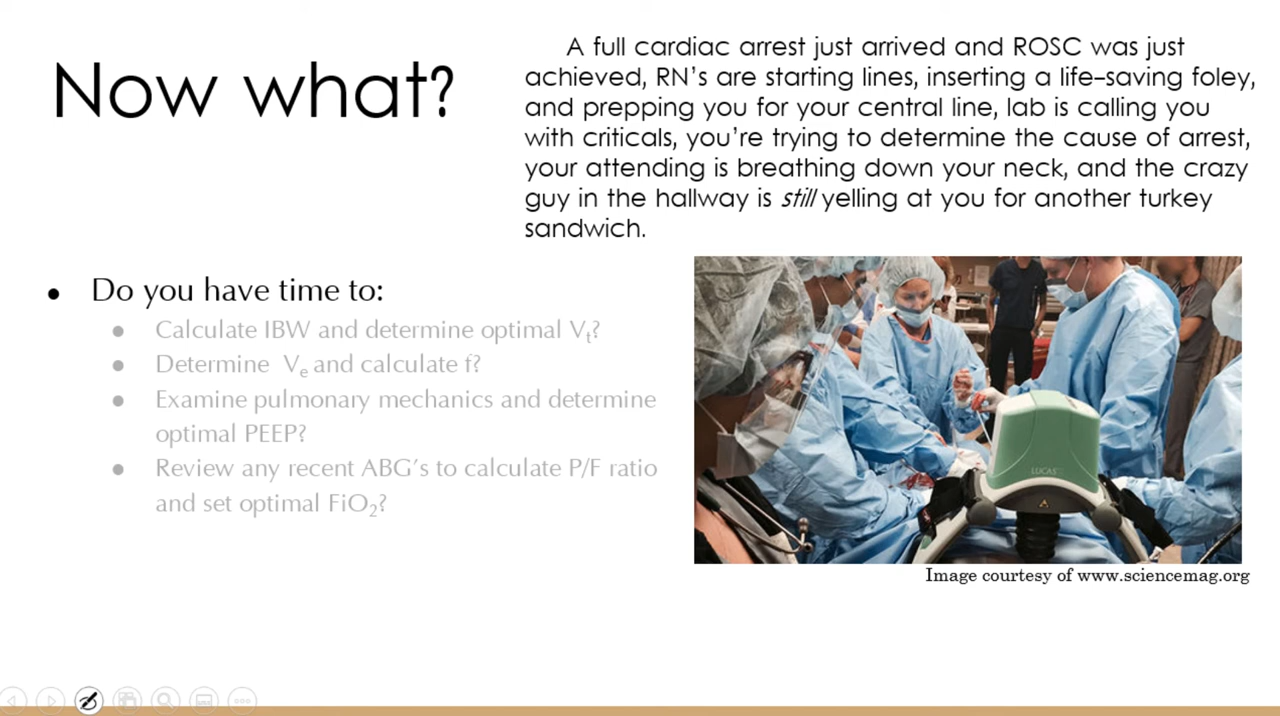 Now what?
A full cardiac arrest just arrived and ROSC was just
achieved, RN’s are starting lines, inserting a life–saving foley,
and prepping you for your central line, lab is calling you
with criticals, you’re trying to determine the cause of arrest,
your attending is breathing down your neck, and the crazy
guy in the hallway is still yelling at you for another turkey
sandwich.
• Do you have time to:
• Calculate IBW and determine optimal Vt?
• Determine Ve and calculate f?
• Examine pulmonary mechanics and determine
optimal PEEP?
• Review any recent ABG’s to calculate P/F ratio
and set optimal FiO2?
LUCAS
Image courtesy of www.sciencemag.org